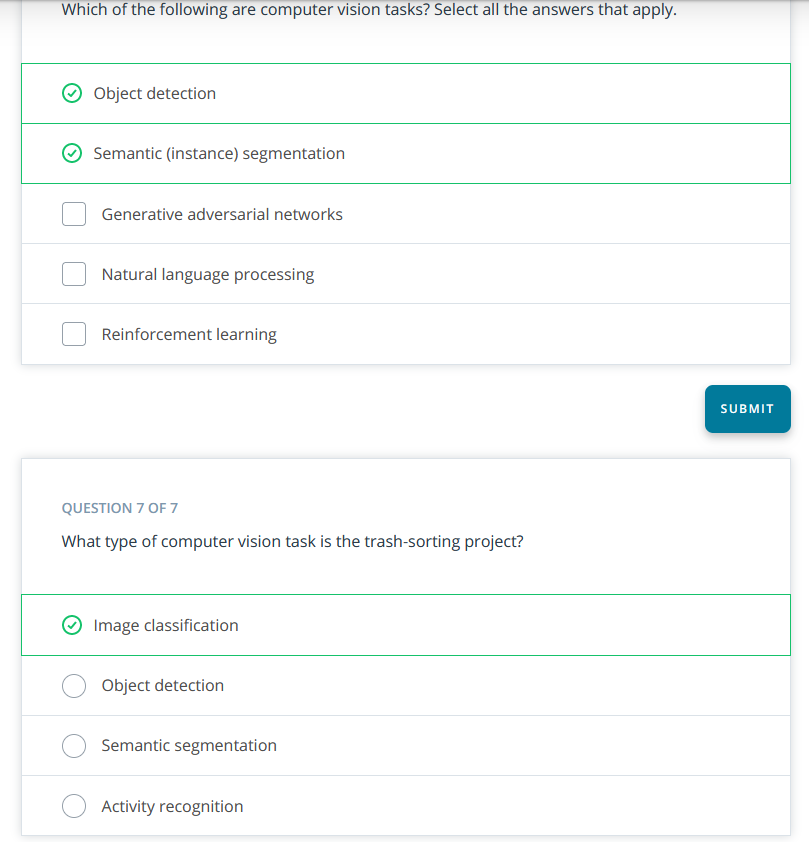 Which of the following are computer vision tasks? Select all the answers that apply.
Object detection
Semantic (instance) segmentation
Generative adversarial networks
Natural language processing
Reinforcement learning
SUBMIT
QUESTION 7 OF 7
What type of computer vision task is the trash-sorting project?
Image classification
Object detection
Semantic segmentation
Activity recognition